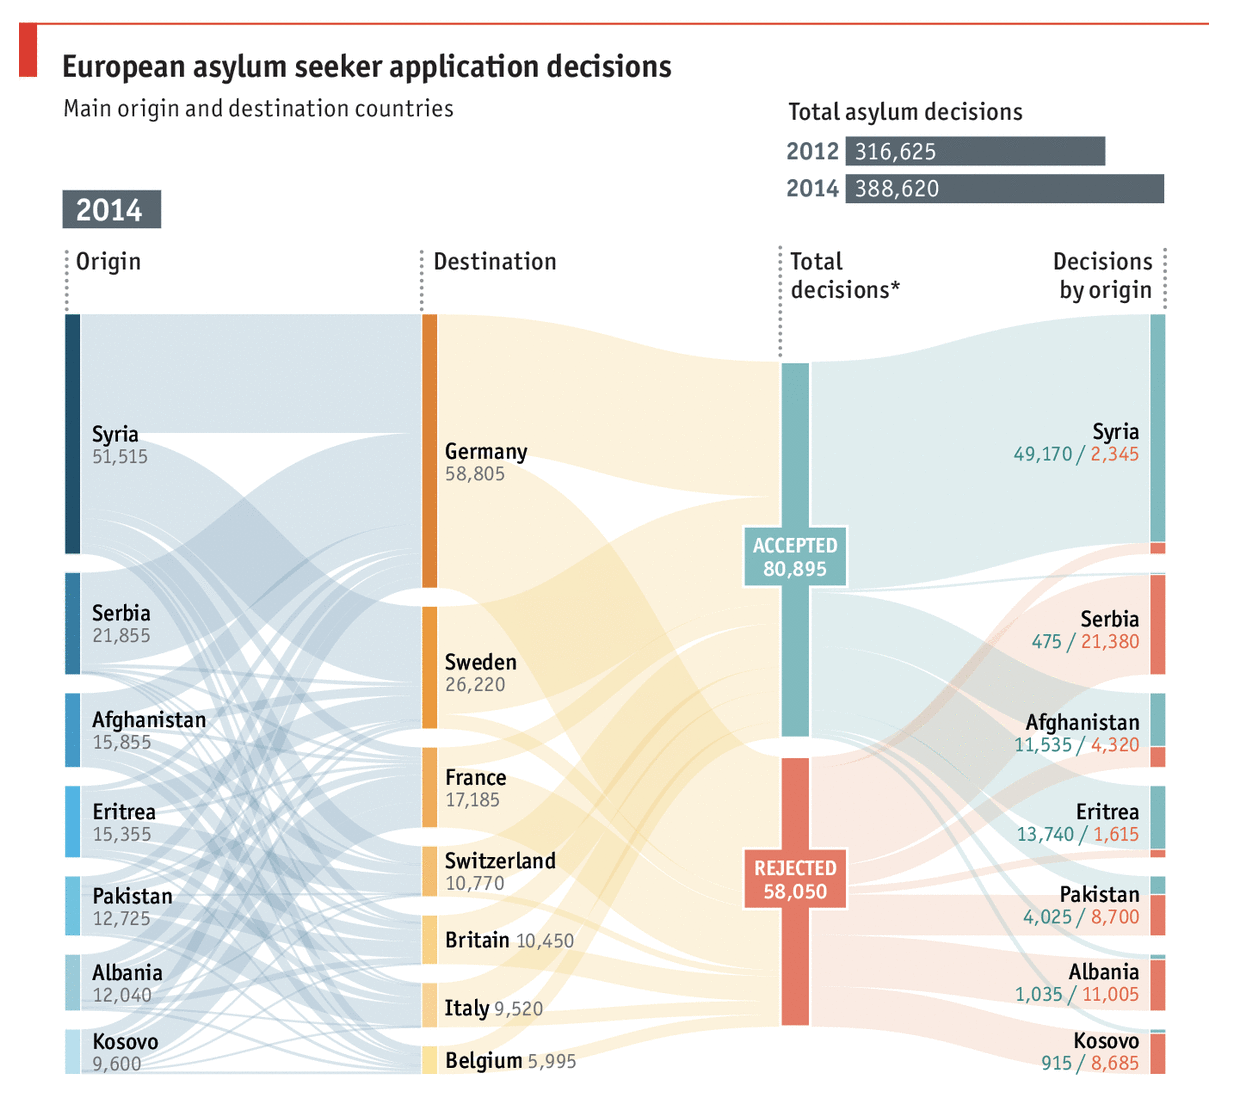 European asylum seeker application decisions
Main origin and destination countries
Total asylum decisions
2012 316,625
2014 388,620
2014
Origin
Destination
Total
decisions*
Decisions
by origin
Syria
51,515
Serbia
21,855
Afghanistan
15,855
Eritrea
15,355
Pakistan
12,725
Albania
12,040
Kosovo
9,600
Germany
58,805
Sweden
26,220
France
17,185
Switzerland
10,770
Britain 10,450
Italy 9,520
Belgium 5,995
ACCEPTED
80,895
REJECTED
58,050
Syria
49,170 / 2,345
Serbia
475 / 21,380
Afghanistan
11,535 / 4,320
Eritrea
13,740 / 1,615
Pakistan
4,025 / 8,700
Albania
1,035 / 11,005
Kosovo
915 / 8,685